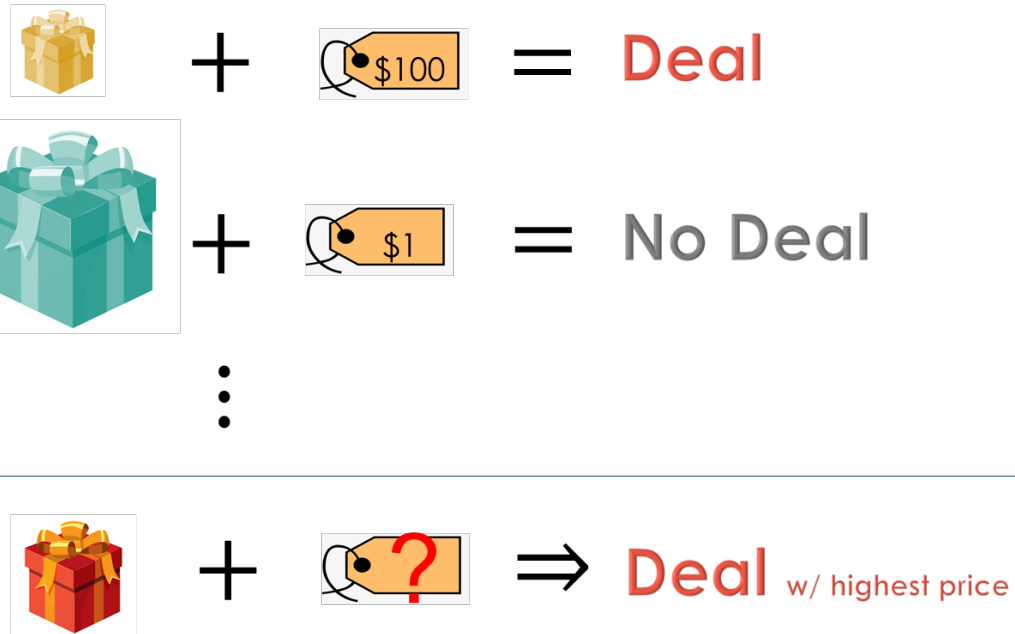 + $100 = Deal
+ $1 = No Deal
⋮
+ ? ⇒ Deal w/ highest price